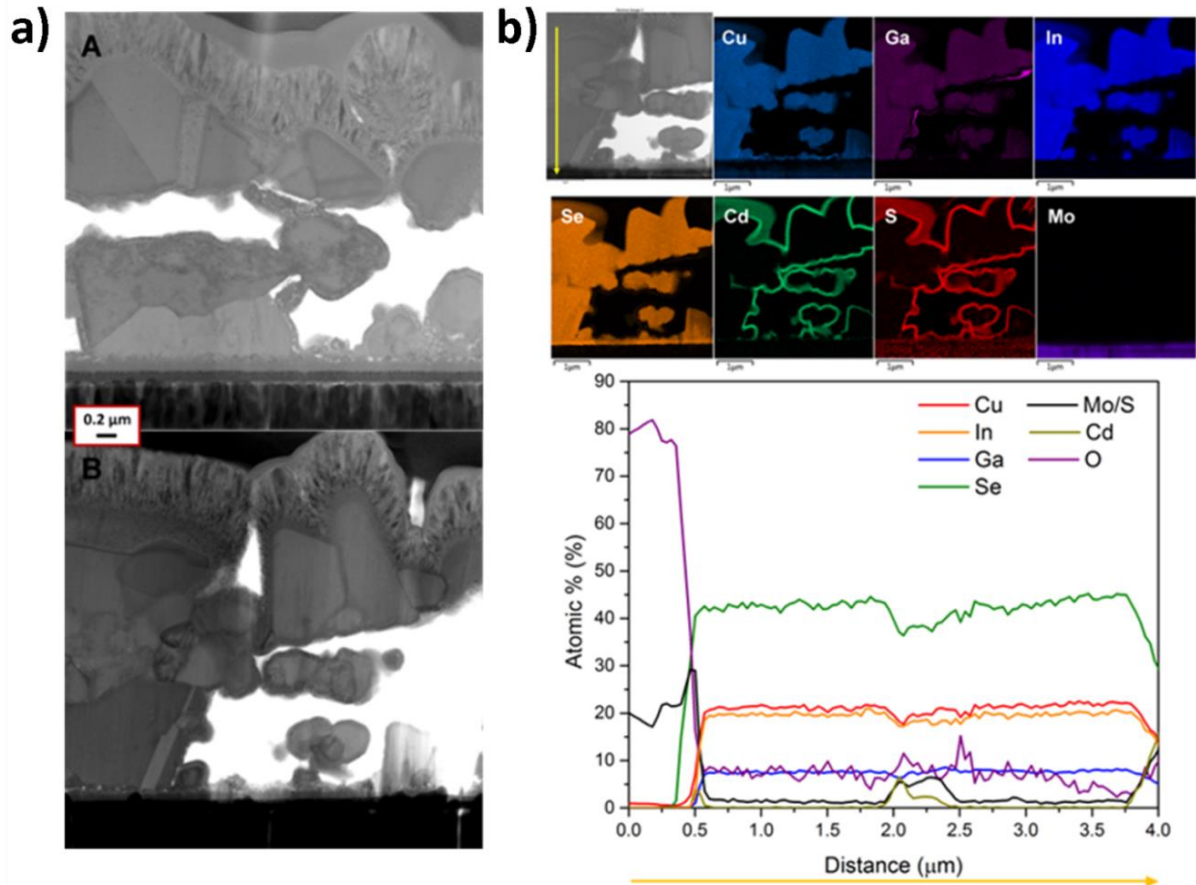 a)
A
0.2 μm
B
b)
Cu
Ga
In
1μm
1μm
Se
Cd
S
Mo
1μm
1μm
1μm
1μm
Cu
Mo/S
In
Cd
Ga
O
Se
90
80
70
60
50
40
30
20
10
0
Atomic % (%)
0.0
0.5
1.0
1.5
2.0
2.5
3.0
3.5
4.0
Distance (μm)